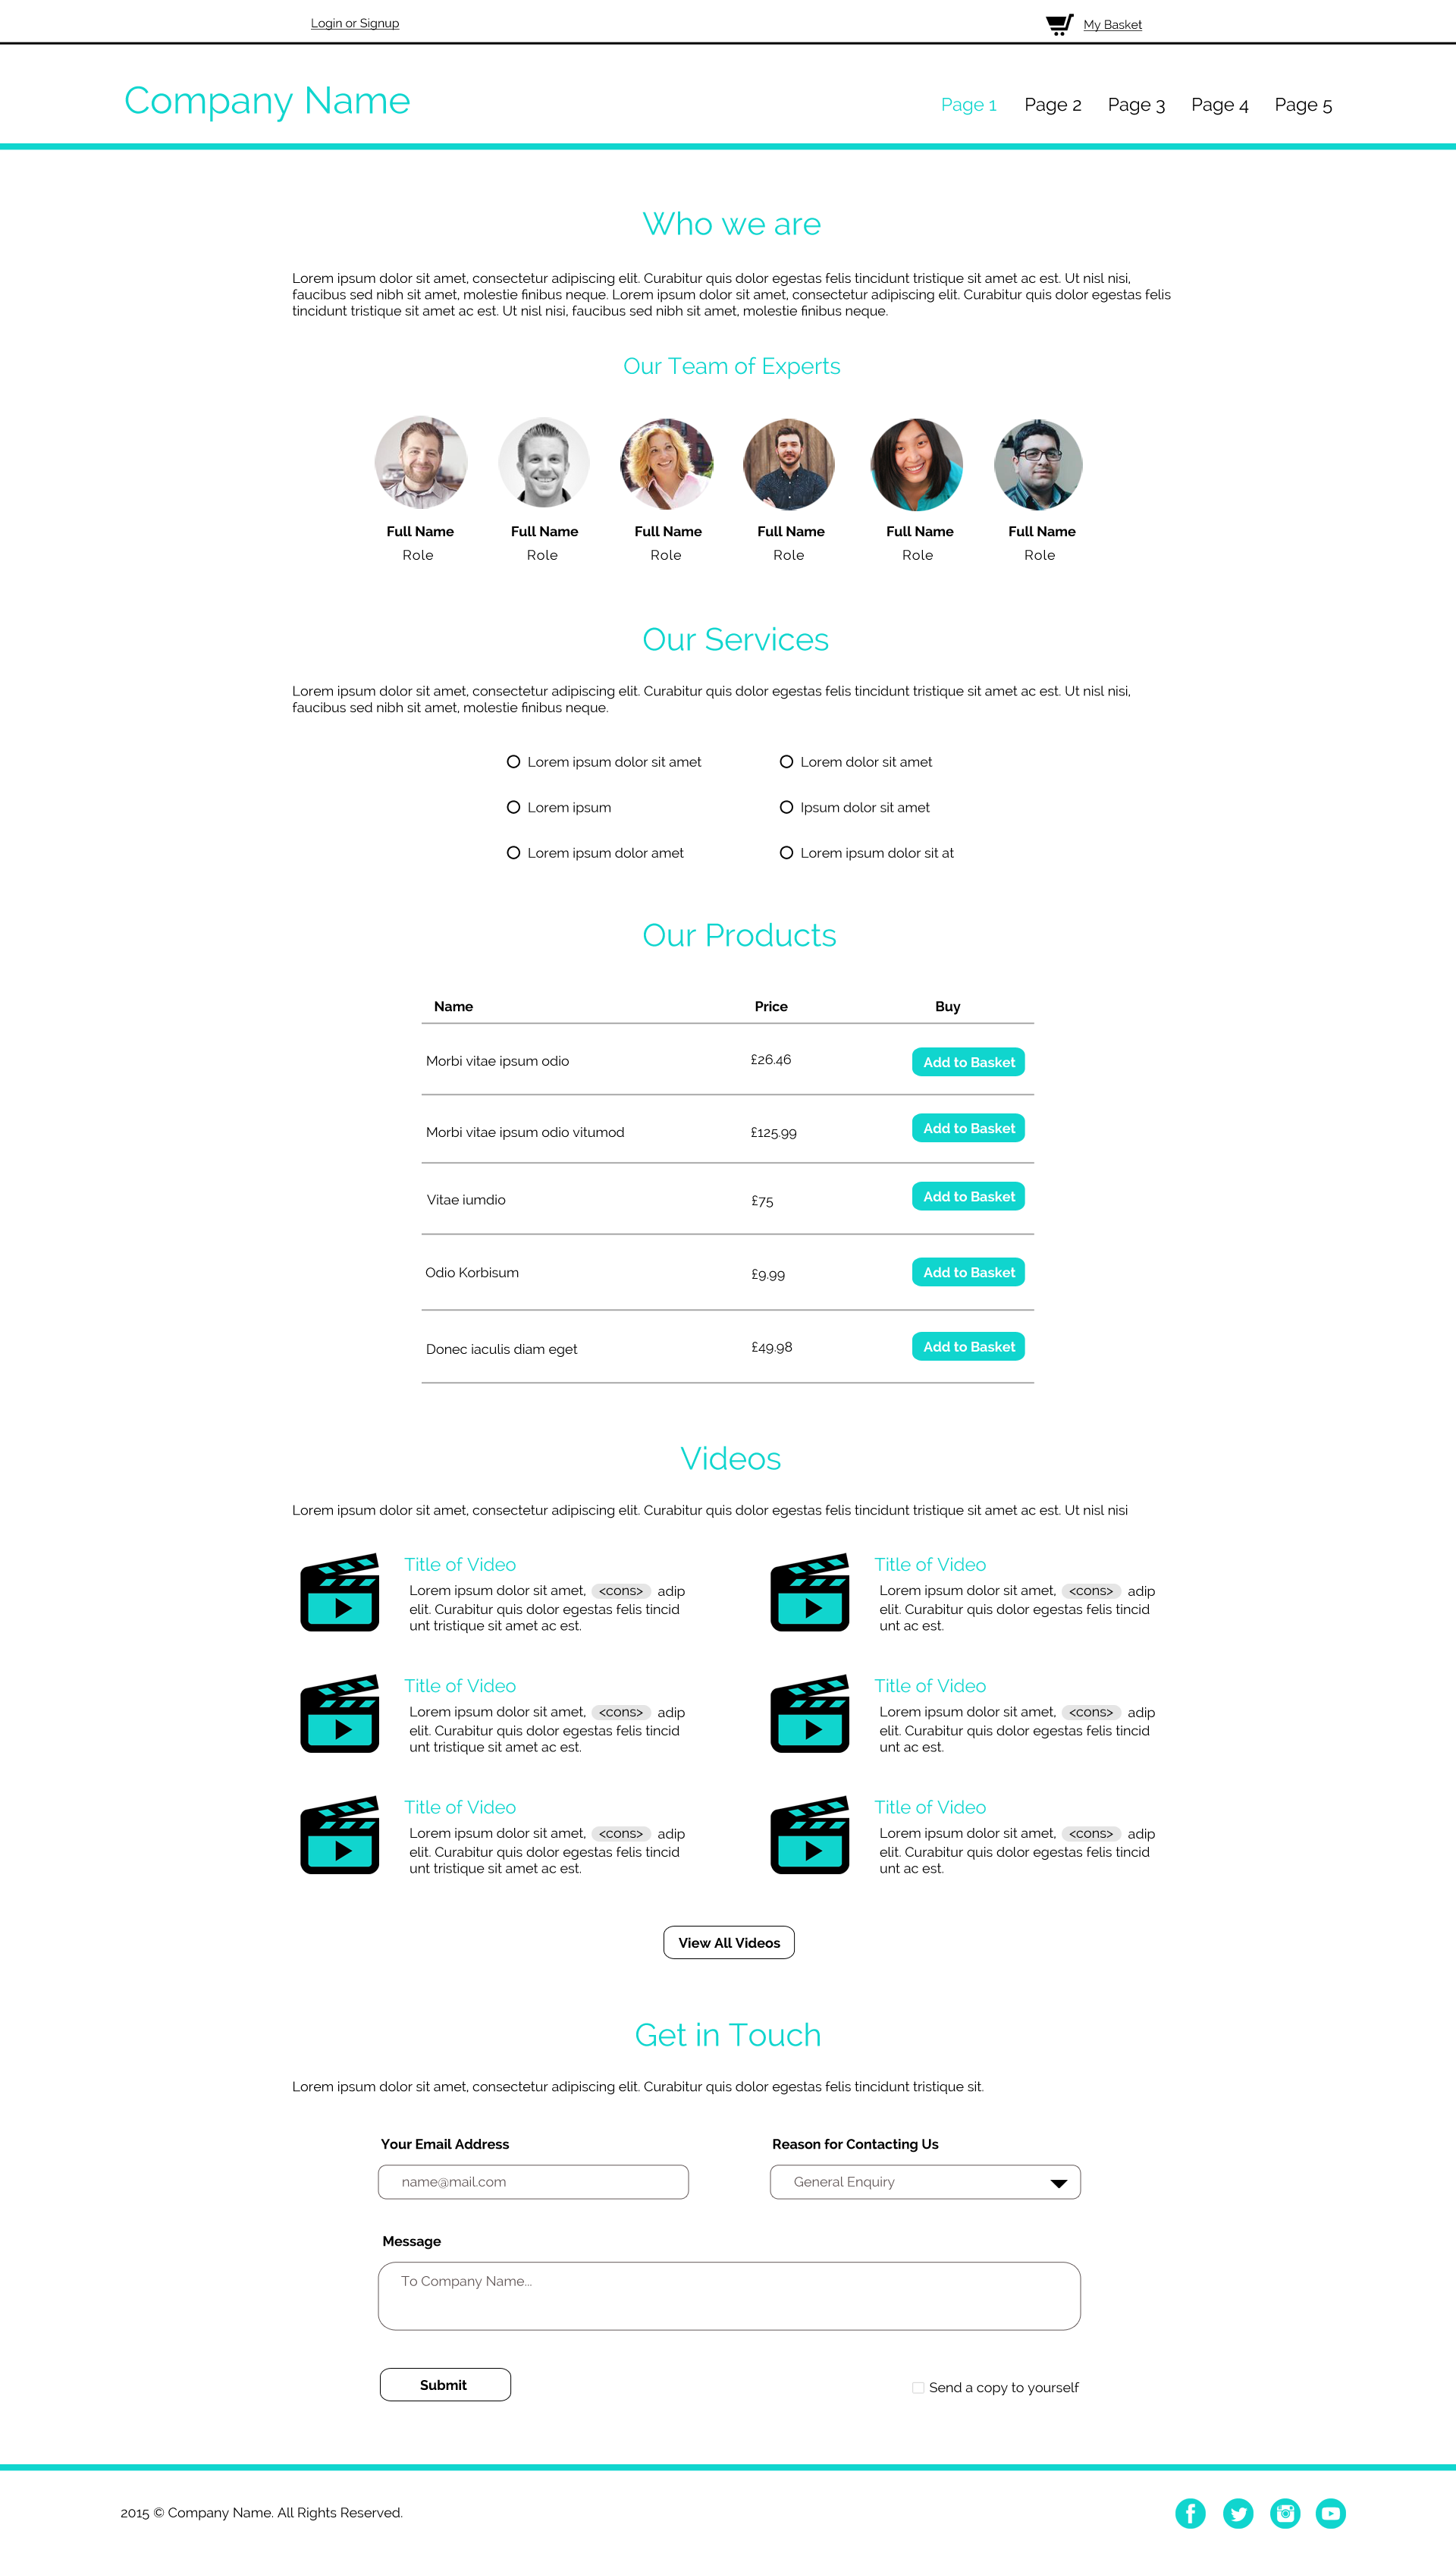 Login or Signup
My Basket
Company Name
Page 1
Page 2
Page 3
Page 4
Page 5
Who we are
Lorem ipsum dolor sit amet, consectetur adipiscing elit. Curabitur quis dolor egestas felis tincidunt tristique sit amet ac est. Ut nisl nisi,
faucibus sed nibh sit amet, molestie finibus neque. Lorem ipsum dolor sit amet, consectetur adipiscing elit. Curabitur quis dolor egestas felis
tincidunt tristique sit amet ac est. Ut nisl nisi, faucibus sed nibh sit amet, molestie finibus neque.
Our Team of Experts
Full Name
Full Name
Full Name
Full Name
Full Name
Full Name
Role
Role
Role
Role
Role
Role
Our Services
Lorem ipsum dolor sit amet, consectetur adipiscing elit. Curabitur quis dolor egestas felis tincidunt tristique sit amet ac est. Ut nisl nisi,
faucibus sed nibh sit amet, molestie finibus neque.
Lorem ipsum dolor sit amet
Lorem dolor sit amet
Lorem ipsum
Ipsum dolor sit amet
Lorem ipsum dolor amet
Lorem ipsum dolor sit at
Our Products
Name
Price
Buy
Morbi vitae ipsum odio
£26.46
Add to Basket
Morbi vitae ipsum odio vitumod
£125.99
Add to Basket
Vitae iumdio
£75
Add to Basket
Odio Korbisum
£9.99
Add to Basket
Donec iaculis diam eget
£49.98
Add to Basket
Videos
Lorem ipsum dolor sit amet, consectetur adipiscing elit. Curabitur quis dolor egestas felis tincidunt tristique sit amet ac est. Ut nisl nisi
Title of Video
Lorem ipsum dolor sit amet, <cons> adip
elit. Curabitur quis dolor egestas felis tincid
unt tristique sit amet ac est.
Title of Video
Lorem ipsum dolor sit amet, <cons> adip
elit. Curabitur quis dolor egestas felis tincid
unt ac est.
Title of Video
Lorem ipsum dolor sit amet, <cons> adip
elit. Curabitur quis dolor egestas felis tincid
unt tristique sit amet ac est.
Title of Video
Lorem ipsum dolor sit amet, <cons> adip
elit. Curabitur quis dolor egestas felis tincid
unt ac est.
Title of Video
Lorem ipsum dolor sit amet, <cons> adip
elit. Curabitur quis dolor egestas felis tincid
unt tristique sit amet ac est.
Title of Video
Lorem ipsum dolor sit amet, <cons> adip
elit. Curabitur quis dolor egestas felis tincid
unt ac est.
View All Videos
Get in Touch
Lorem ipsum dolor sit amet, consectetur adipiscing elit. Curabitur quis dolor egestas felis tincidunt tristique sit.
Your Email Address
Reason for Contacting Us
name@mail.com
General Enquiry
Message
To Company Name...
Submit
Send a copy to yourself
2015 © Company Name. All Rights Reserved.